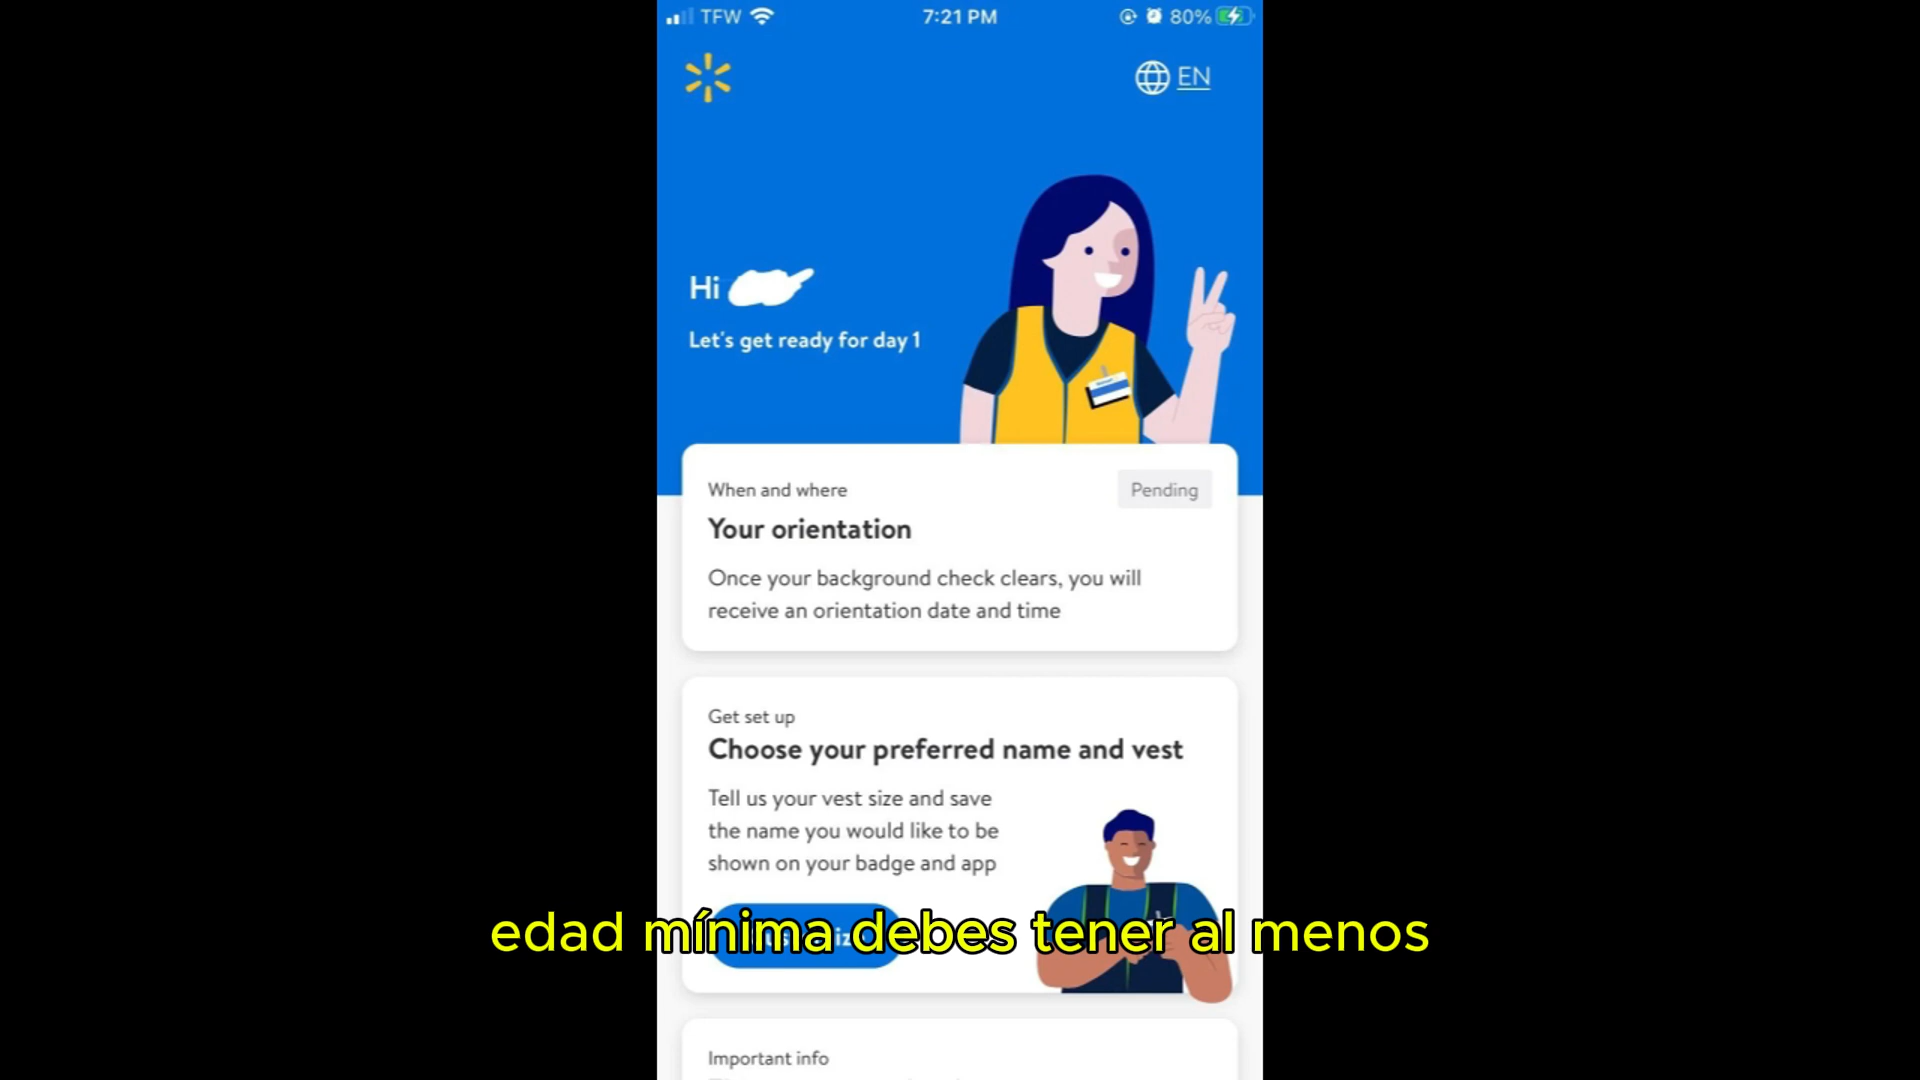 TFW 7:21 PM 80%
EN
Hi
Let's get ready for day 1
When and where
Pending
Your orientation
Once your background check clears, you will
receive an orientation date and time
Get set up
Choose your preferred name and vest
Tell us your vest size and save
the name you would like to be
shown on your badge and app
edad mínima debes tener al menos
Important info